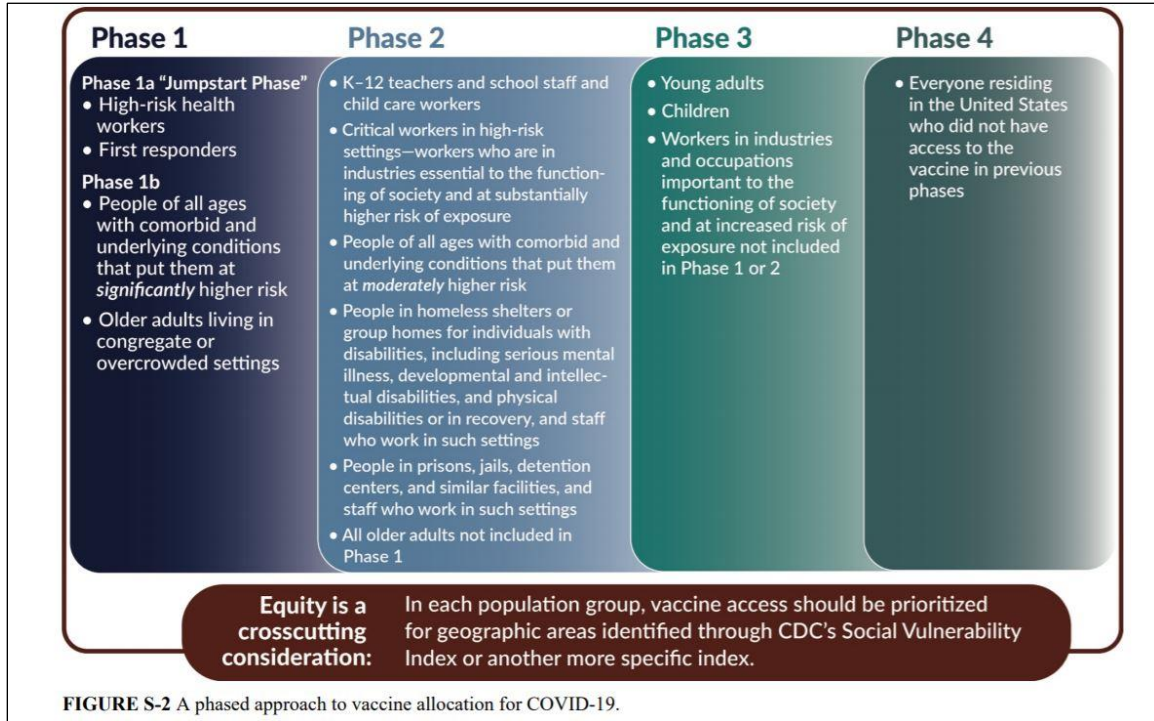 Phase 1
Phase 1a “Jumpstart Phase”
• High-risk health
workers
• First responders
Phase 1b
• People of all ages
with comorbid and
underlying conditions
that put them at
significantly higher risk
• Older adults living in
congregate or
overcrowded settings
Phase 2
• K–12 teachers and school staff and
child care workers
• Critical workers in high-risk
settings—workers who are in
industries essential to the function-
ing of society and at substantially
higher risk of exposure
• People of all ages with comorbid and
underlying conditions that put them
at moderately higher risk
• People in homeless shelters or
group homes for individuals with
disabilities, including serious mental
illness, developmental and intellec-
tual disabilities, and physical
disabilities or in recovery, and staff
who work in such settings
• People in prisons, jails, detention
centers, and similar facilities, and
staff who work in such settings
• All older adults not included in
Phase 1
Phase 3
• Young adults
• Children
• Workers in industries
and occupations
important to the
functioning of society
and at increased risk of
exposure not included
in Phase 1 or 2
Phase 4
• Everyone residing
in the United States
who did not have
access to the
vaccine in previous
phases
Equity is a
crosscutting
consideration:
In each population group, vaccine access should be prioritized
for geographic areas identified through CDC’s Social Vulnerability
Index or another more specific index.
FIGURE S-2 A phased approach to vaccine allocation for COVID-19.